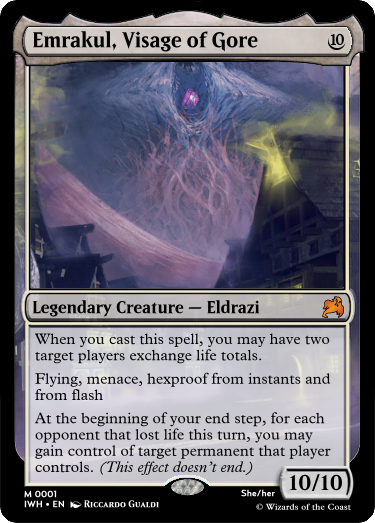 Emrakul, Visage of Gore
10
Legendary Creature — Eldrazi
When you cast this spell, you may have two
target players exchange life totals.
Flying, menace, hexproof from instants and
from flash
At the beginning of your end step, for each
opponent that lost life this turn, you may
gain control of target permanent that player
controls. (This effect doesn't end.)
10/10
M 0001
She/her
IWH • EN Riccardo Gualdi
© Wizards of the Coast